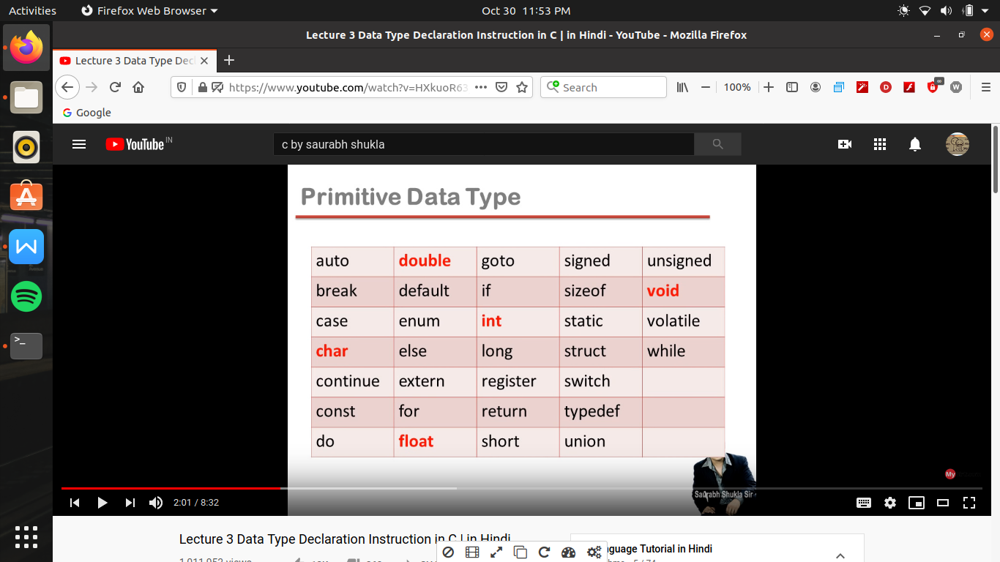 Activities
Firefox Web Browser
Oct 30 11:53 PM
Lecture 3 Data Type Declaration Instruction in C | in Hindi - YouTube - Mozilla Firefox
Lecture 3 Data Type Dec
https://www.youtube.com/watch?v=HXkuoR63
Search
100%
Google
YouTube IN
c by saurabh shukla
Primitive Data Type
auto double goto signed unsigned
break default if sizeof void
case enum int static volatile
char else long struct while
continue extern register switch
const for return typedef
do float short union
My
Saurabh Shukla Sir
2:01 / 8:32
Lecture 3 Data Type Declaration Instruction in C | in Hindi
nguage Tutorial in Hindi